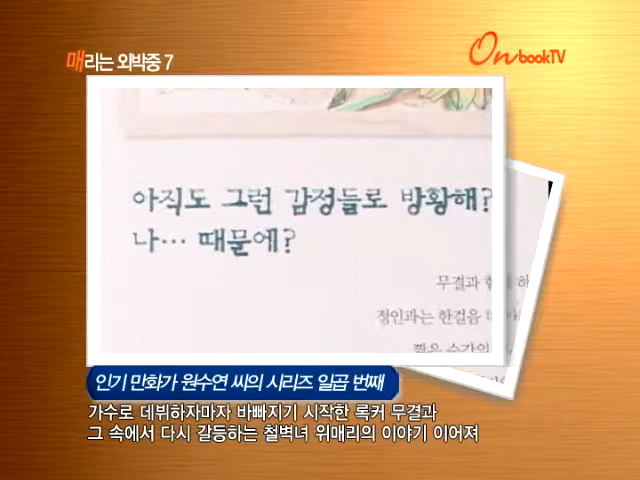 매리는 외박중 7
OnbookTV
아직도 그런 감정들로 방황해?
나… 때문에?
무결과
정인과는 한걸음
인기 만화가 원수연 씨의 시리즈 일곱 번째
가수로 데뷔하자마자 바빠지기 시작한 록커 무결과
그 속에서 다시 갈등하는 철벽녀 위매리의 이야기 이어져